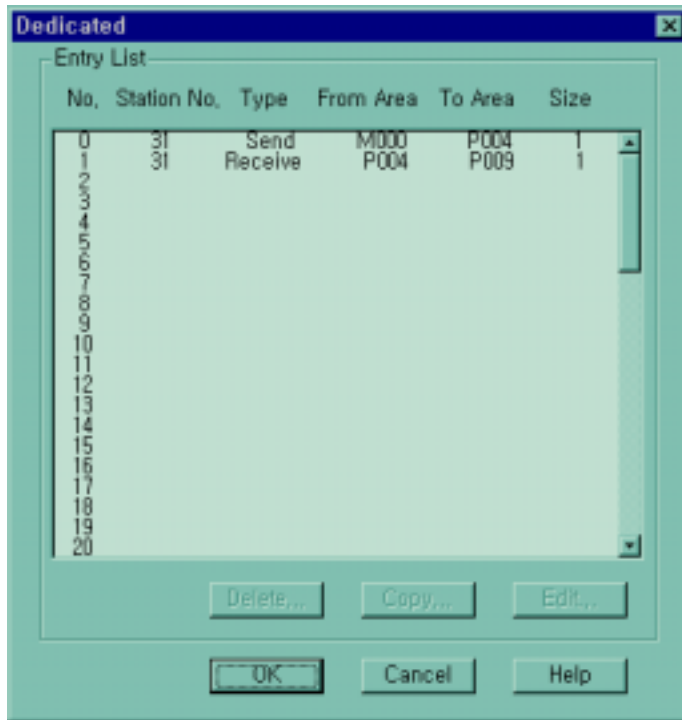 Dedicated
Entry List
No, Station No, Type From Area To Area Size
0 31 Send M000 P004 1
1 31 Receive P004 P009 1
2
3
4
5
6
7
8
9
10
11
12
13
14
15
16
17
18
19
20
Delete,,, Copy,,, Edit,,,
OK Cancel Help